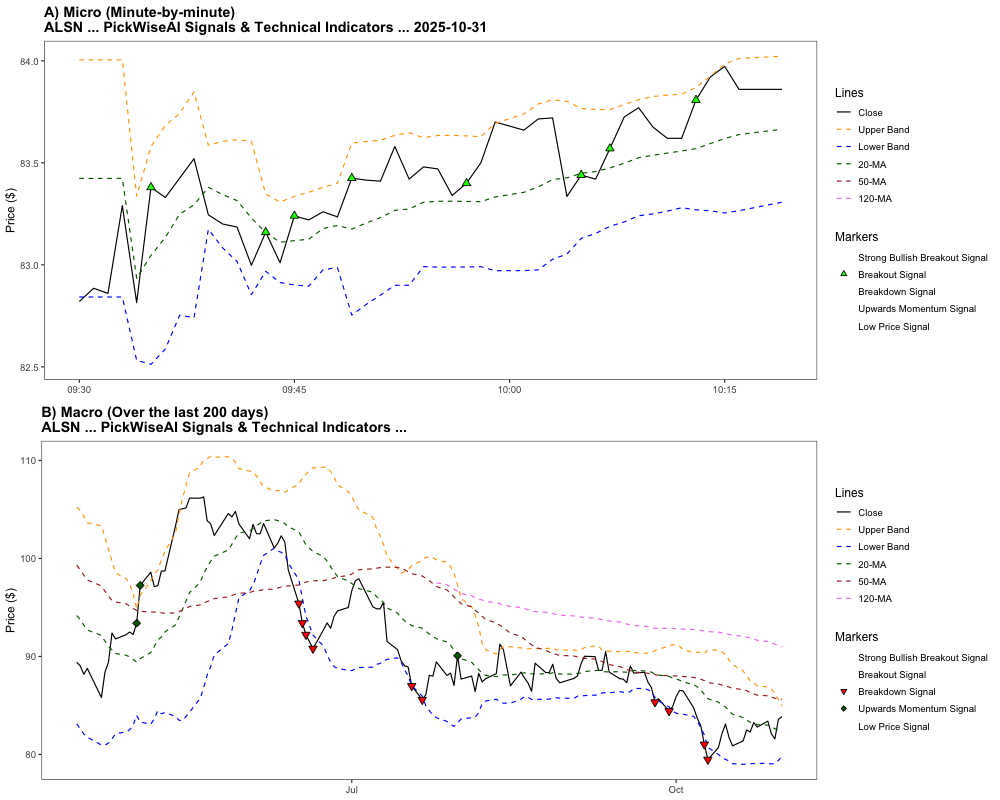 A) Micro (Minute-by-minute)
ALSN ... PickWiseAI Signals & Technical Indicators ... 2025-10-31
Price ($)
84.0
83.5
83.0
82.5
09:30
09:45
10:00
10:15
Lines
Close
Upper Band
Lower Band
20-MA
50-MA
120-MA
Markers
Strong Bullish Breakout Signal
Breakout Signal
Breakdown Signal
Upwards Momentum Signal
Low Price Signal
B) Macro (Over the last 200 days)
ALSN ... PickWiseAI Signals & Technical Indicators ...
Price ($)
110
100
90
80
Jul
Oct
Lines
Close
Upper Band
Lower Band
20-MA
50-MA
120-MA
Markers
Strong Bullish Breakout Signal
Breakout Signal
Breakdown Signal
Upwards Momentum Signal
Low Price Signal